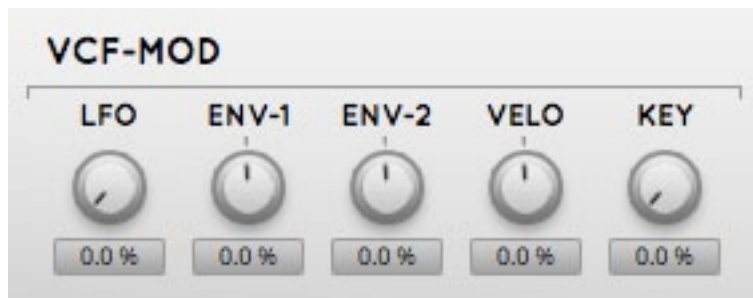 VCF-MOD
LFO ENV-1 ENV-2 VELO KEY
0.0 % 0.0 % 0.0 % 0.0 % 0.0 %